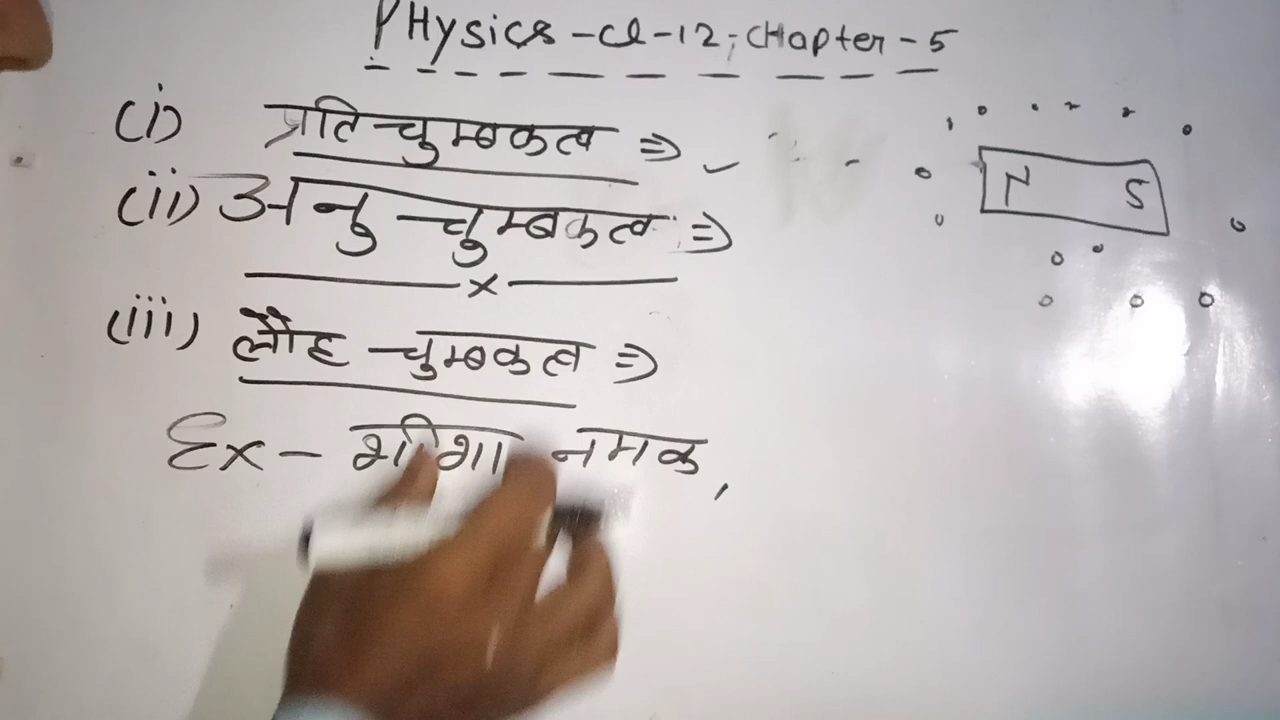 PHysics-cl-12, CHapter-5
(i) प्रतिचुम्बकत्व ⇒ ✓
(ii) अनु-चुम्बकत्व ⇒
x
(iii) लौह-चुम्बकत्व ⇒
N S
Ex- शीशा नमक,